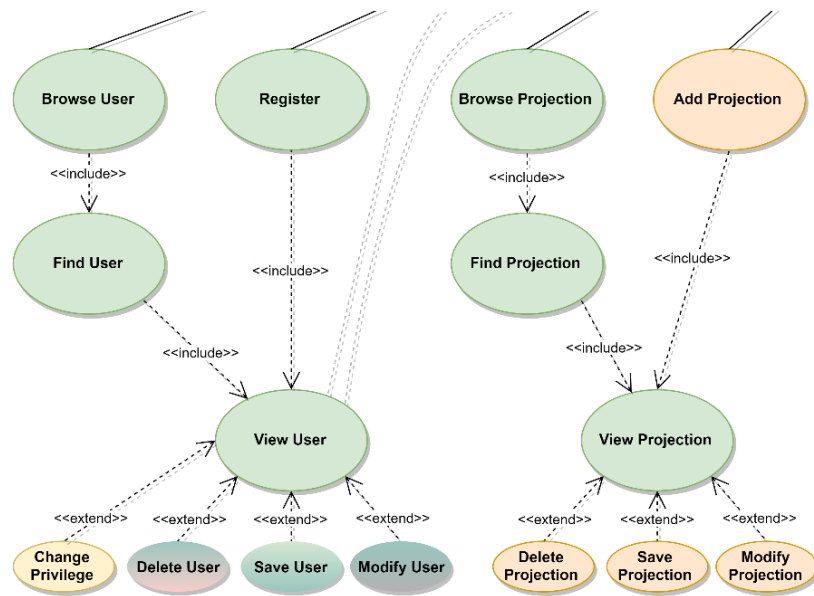 Browse User
Register
Browse Projection
Add Projection
<<include>>
<<include>>
Find User
Find Projection
<<include>>
<<include>>
<<include>>
<<include>>
View User
View Projection
<<extend>>
<<extend>>
<<extend>>
<<extend>>
<<extend>>
<<extend>>
<<extend>>
Change
Privilege
Delete User
Save User
Modify User
Delete
Projection
Save
Projection
Modify
Projection